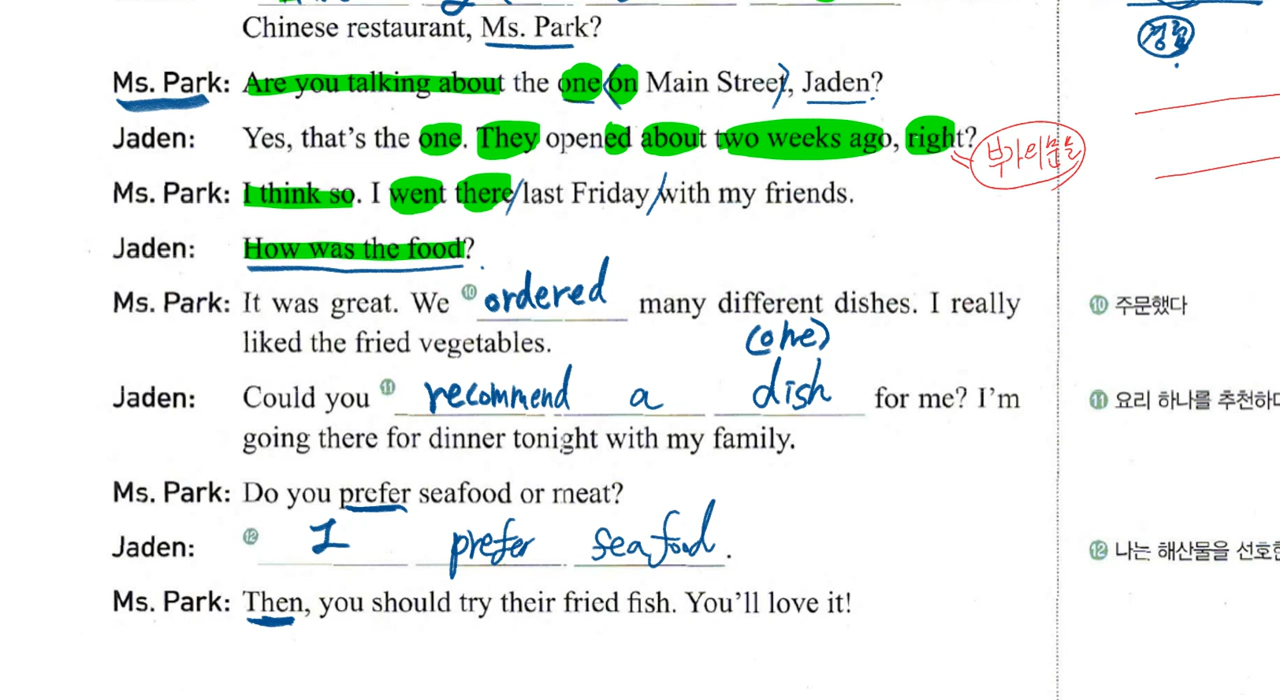 Chinese restaurant, Ms. Park?
경험
Ms. Park: Are you talking about the one (on Main Street), Jaden?
Jaden: Yes, that's the one. They opened about two weeks ago, right?
부가의문문
Ms. Park: I think so. I went there/last Friday/with my friends.
Jaden: How was the food?
Ms. Park: It was great. We ⑩ ordered many different dishes. I really
⑩ 주문했다
liked the fried vegetables.
(one)
Jaden: Could you ⑪ recommend a dish for me? I'm
⑪ 요리 하나를 추천하다
going there for dinner tonight with my family.
Ms. Park: Do you prefer seafood or meat?
Jaden: ⑫ I prefer seafood.
⑫ 나는 해산물을 선호한
Ms. Park: Then, you should try their fried fish. You'll love it!